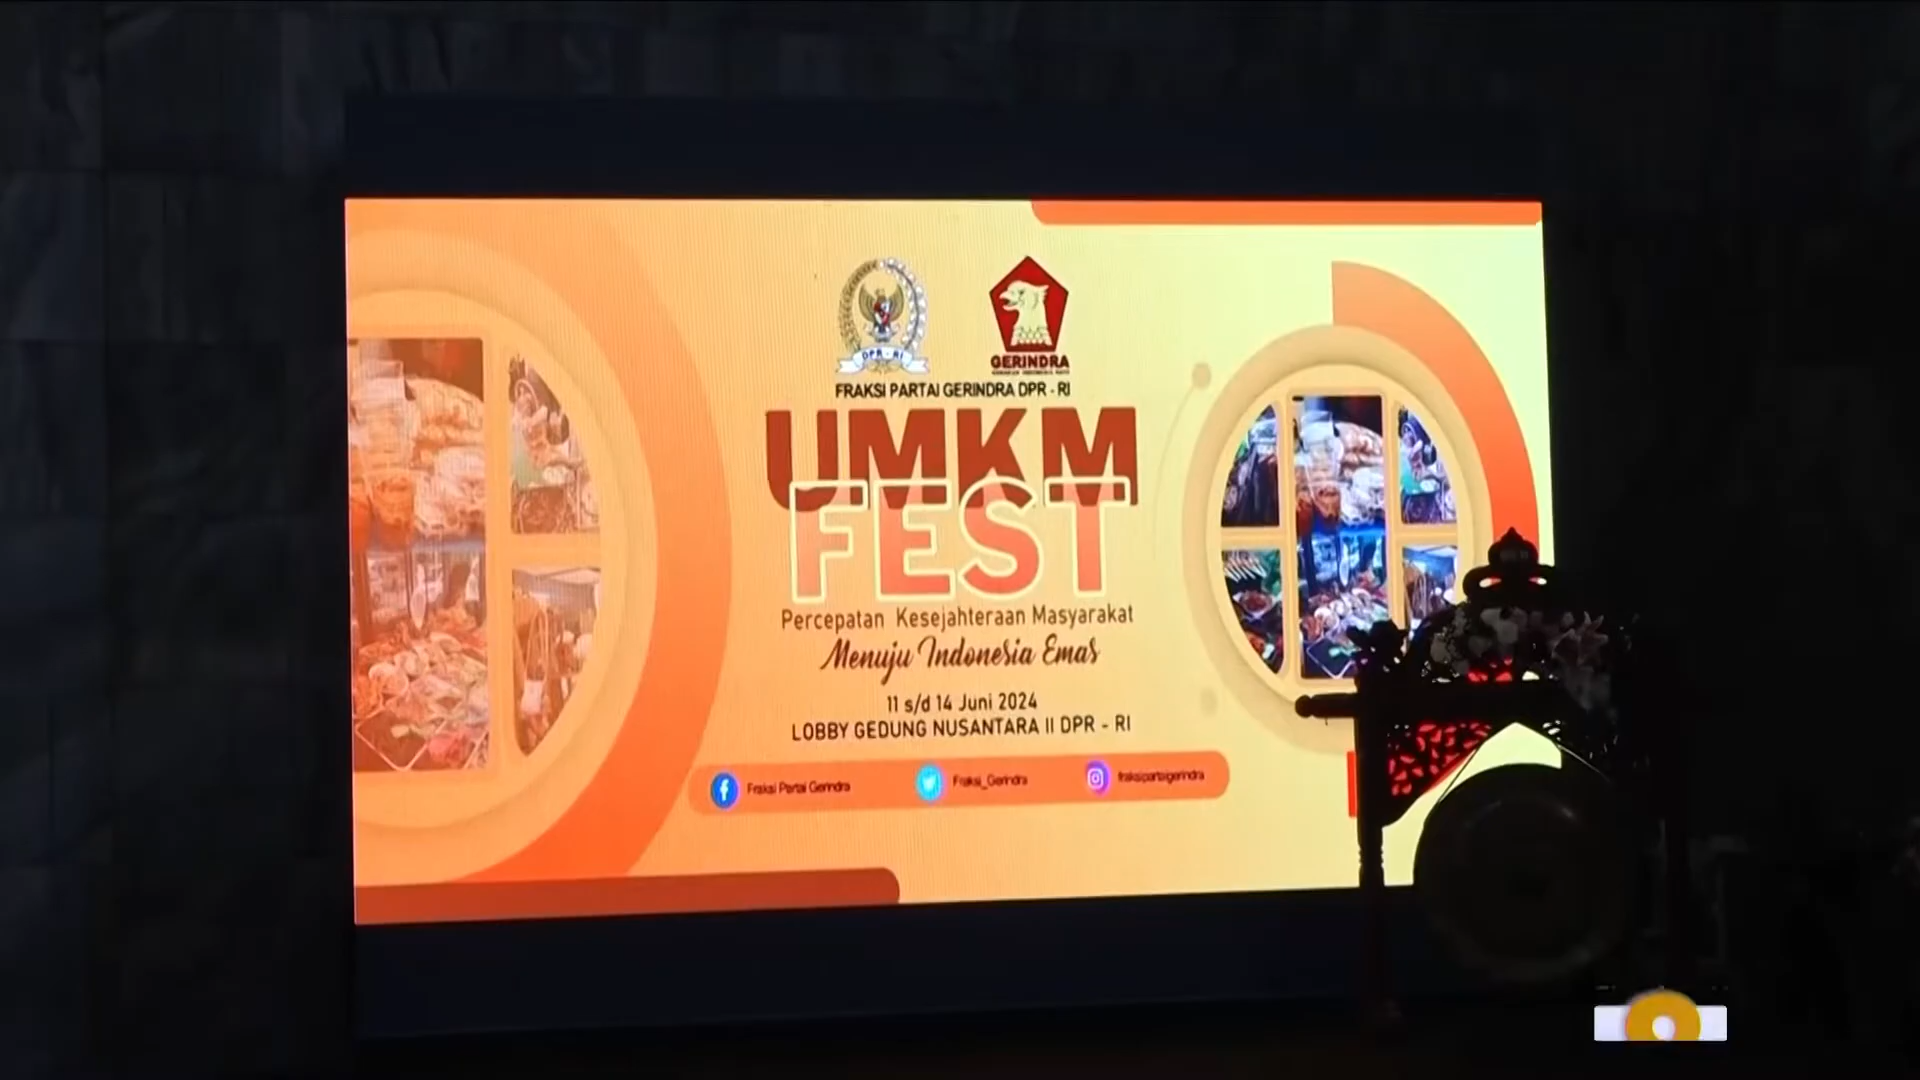 DPR - RI
GERINDRA
FRAKSI PARTAI GERINDRA DPR - RI
UMKM
FEST
Percepatan Kesejahteraan Masyarakat
Menuju Indonesia Emas
11 s/d 14 Juni 2024
LOBBY GEDUNG NUSANTARA II DPR - RI
Fraksi Partai Gerindra
Fraksi_Gerindra
fraksipartaigerindra